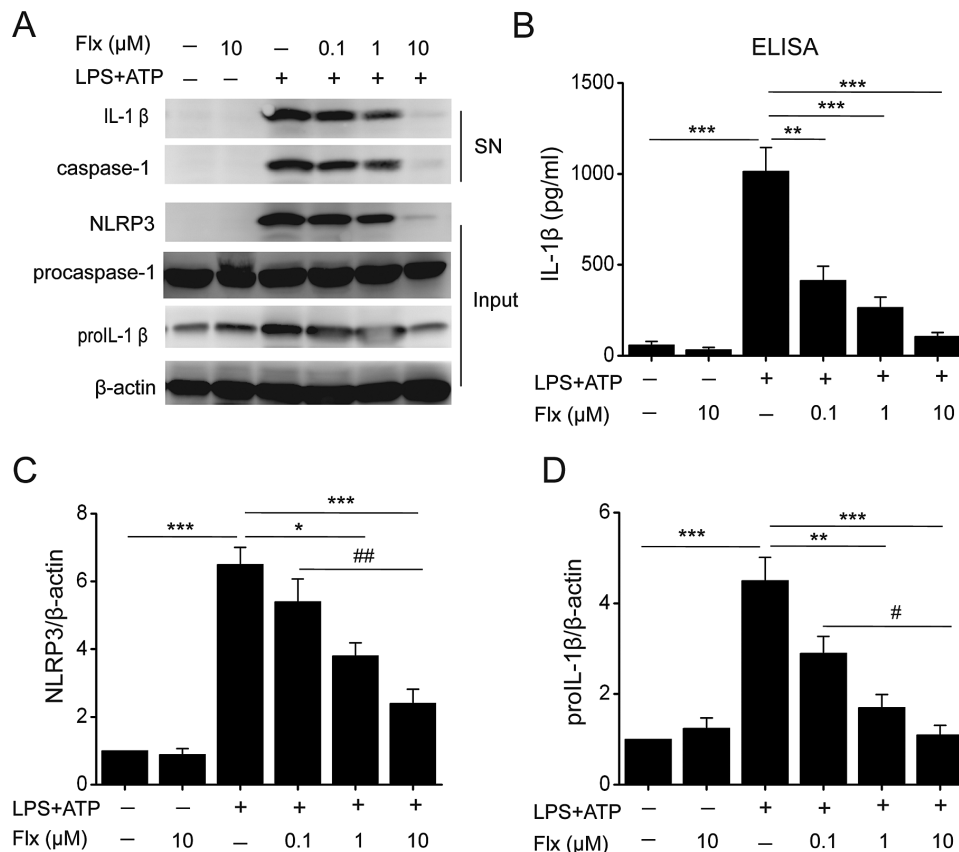 A
Flx (μM) – 10 – 0.1 1 10
LPS+ATP – – + + + +
IL-1 β
caspase-1
SN
NLRP3
procaspase-1
proIL-1 β
β-actin
Input
B
ELISA
IL-1β (pg/ml)
1500
1000
500
0
***
***
*** **
LPS+ATP – – + + + +
Flx (μM) – 10 – 0.1 1 10
C
NLRP3/β-actin
8
6
4
2
0
***
*** *
##
LPS+ATP – – + + + +
Flx (μM) – 10 – 0.1 1 10
D
proIL-1β/β-actin
6
4
2
0
***
*** **
#
LPS+ATP – – + + + +
Flx (μM) – 10 – 0.1 1 10